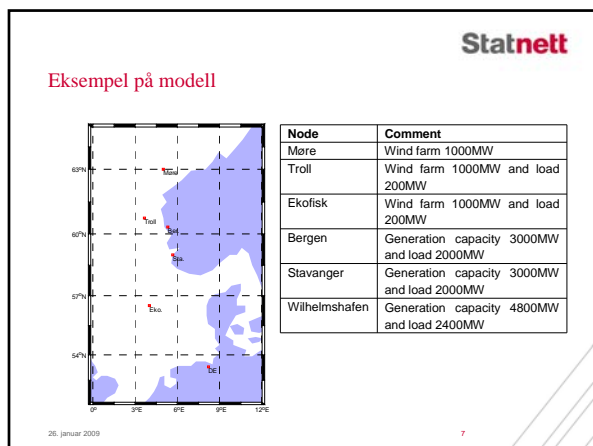 Statnett
Eksempel på modell
63°N
60°N
57°N
54°N
0°
3°E
6°E
9°E
12°E
Møre
Troll
Ber.
Sta.
Eko.
DE
Node Comment
Møre Wind farm 1000MW
Troll Wind farm 1000MW and load
200MW
Ekofisk Wind farm 1000MW and load
200MW
Bergen Generation capacity 3000MW
and load 2000MW
Stavanger Generation capacity 3000MW
and load 2000MW
Wilhelmshafen Generation capacity 4800MW
and load 2400MW
26. januar 2009
7